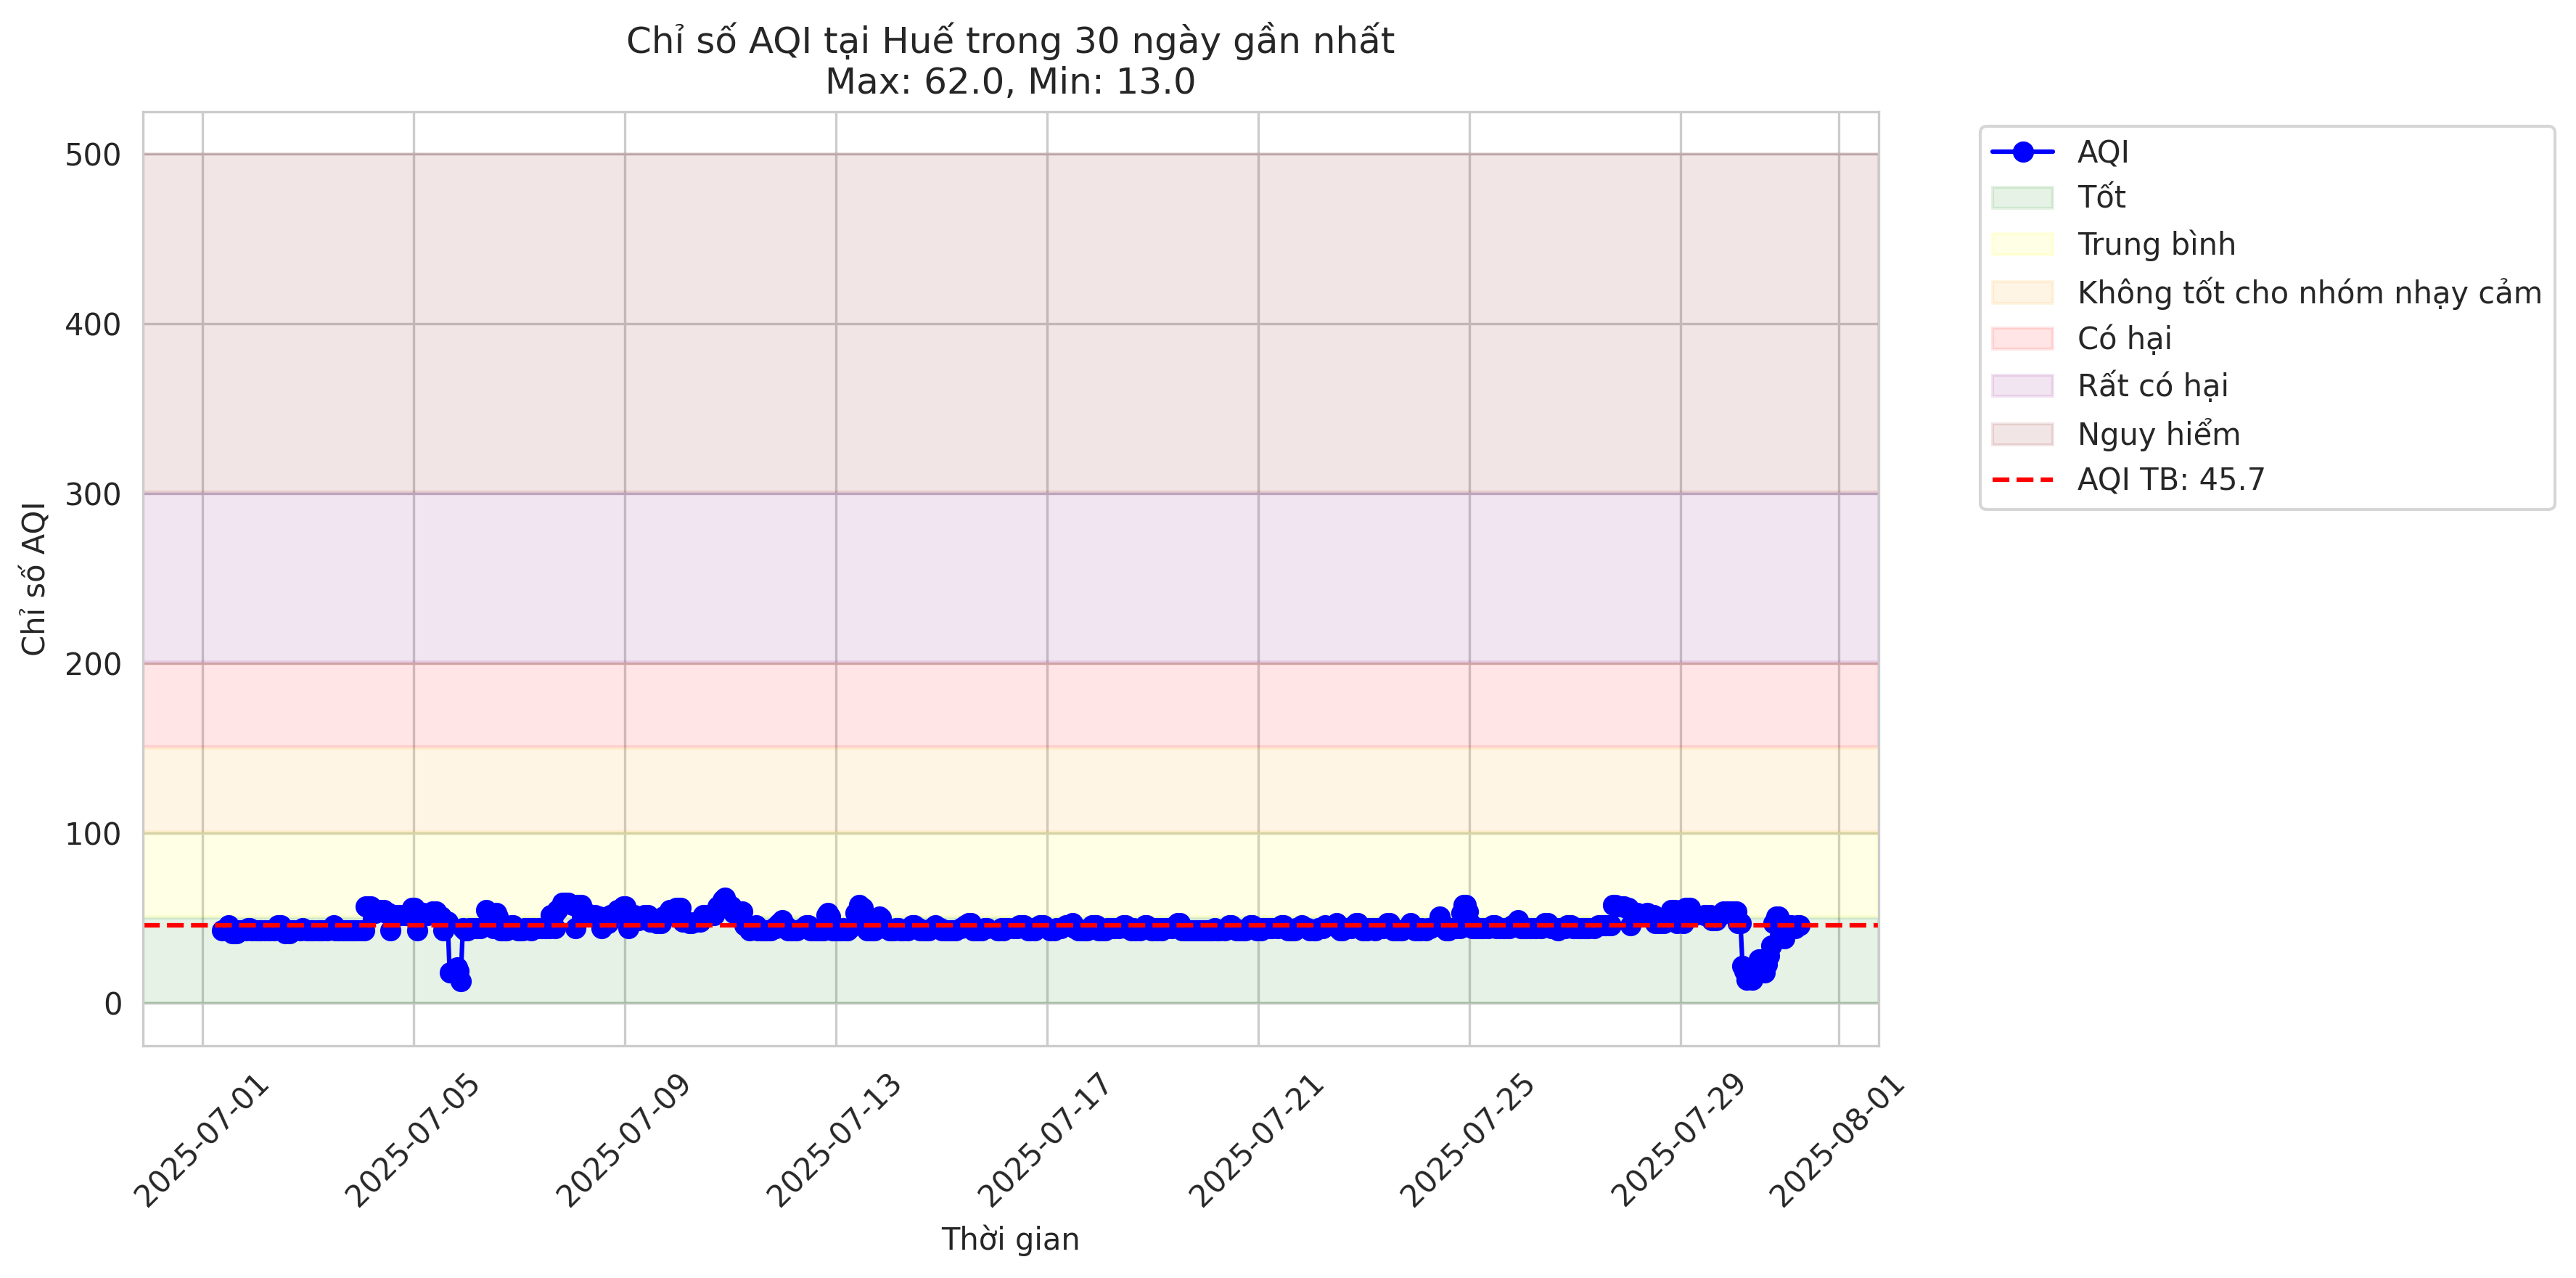 Chỉ số AQI tại Huế trong 30 ngày gần nhất
Max: 62.0, Min: 13.0
Chỉ số AQI
500
400
300
200
100
0
2025-07-01
2025-07-05
2025-07-09
2025-07-13
2025-07-17
2025-07-21
2025-07-25
2025-07-29
2025-08-01
Thời gian
AQI
Tốt
Trung bình
Không tốt cho nhóm nhạy cảm
Có hại
Rất có hại
Nguy hiểm
AQI TB: 45.7